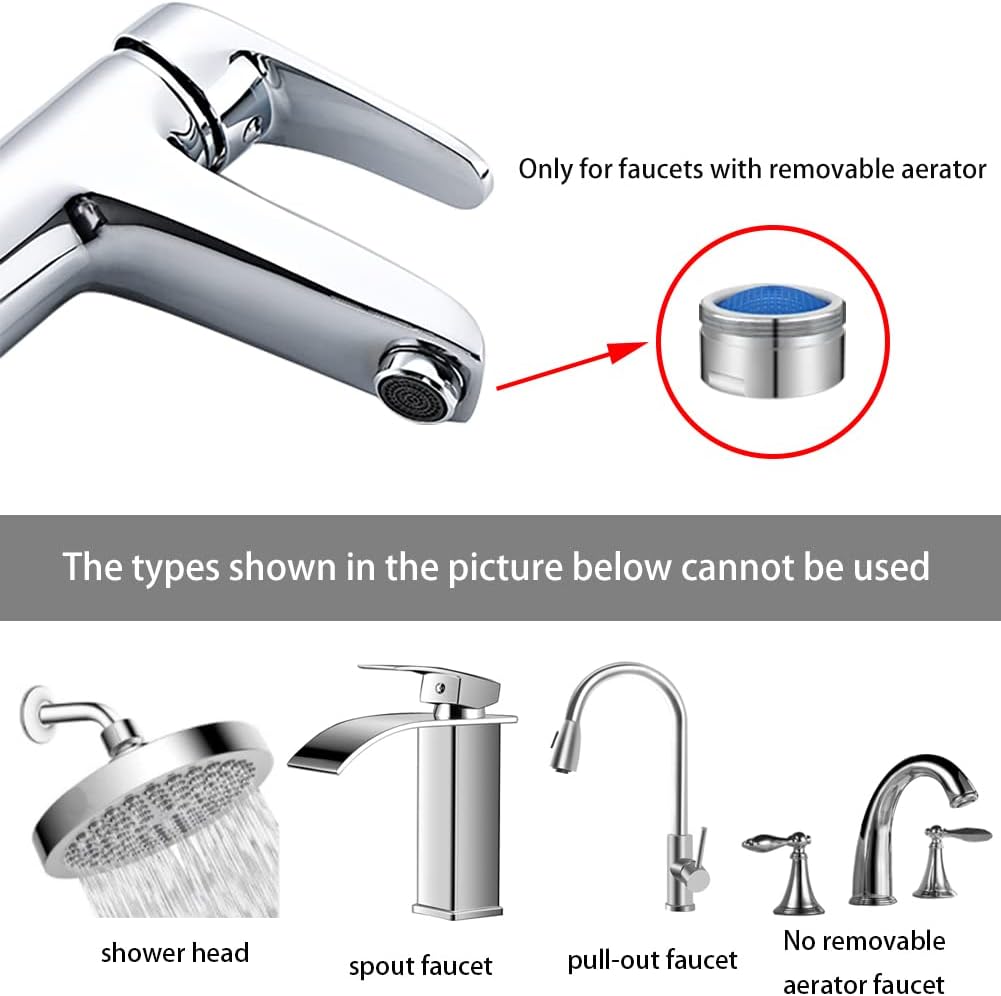 Only for faucets with removable aerator
The types shown in the picture below cannot be used
shower head
spout faucet
pull-out faucet
No removable
aerator faucet